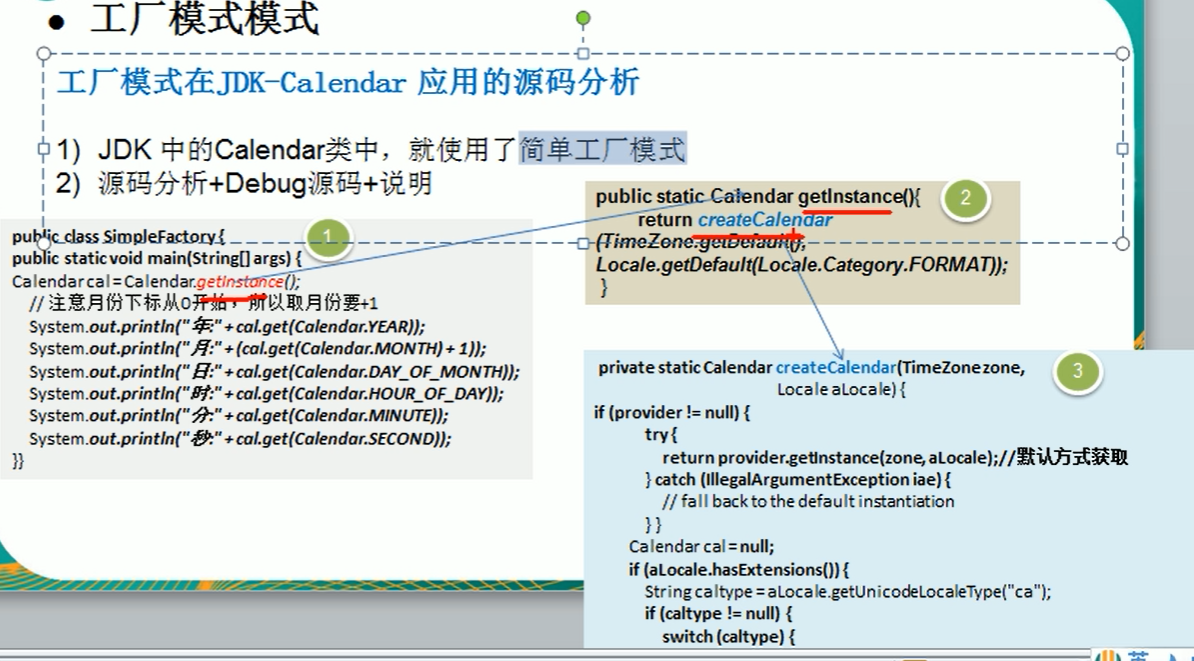 ● 工厂模式模式
工厂模式在JDK-Calendar 应用的源码分析
1) JDK 中的Calendar类中，就使用了简单工厂模式
2) 源码分析+Debug源码+说明
1
public class SimpleFactory {
public static void main(String[] args) {
Calendar cal = Calendar.getInstance();
// 注意月份下标从0开始，所以取月份要+1
System.out.println("年:" + cal.get(Calendar.YEAR));
System.out.println("月:" + (cal.get(Calendar.MONTH) + 1));
System.out.println("日:" + cal.get(Calendar.DAY_OF_MONTH));
System.out.println("时:" + cal.get(Calendar.HOUR_OF_DAY));
System.out.println("分:" + cal.get(Calendar.MINUTE));
System.out.println("秒:" + cal.get(Calendar.SECOND));
}}
2
public static Calendar getInstance(){
return createCalendar
(TimeZone.getDefault(),
Locale.getDefault(Locale.Category.FORMAT));
}
3
private static Calendar createCalendar(TimeZone zone,
Locale aLocale) {
if (provider != null) {
try {
return provider.getInstance(zone, aLocale);//默认方式获取
} catch (IllegalArgumentException iae) {
// fall back to the default instantiation
} }
Calendar cal = null;
if (aLocale.hasExtensions()) {
String caltype = aLocale.getUnicodeLocaleType("ca");
if (caltype != null) {
switch (caltype) {
英